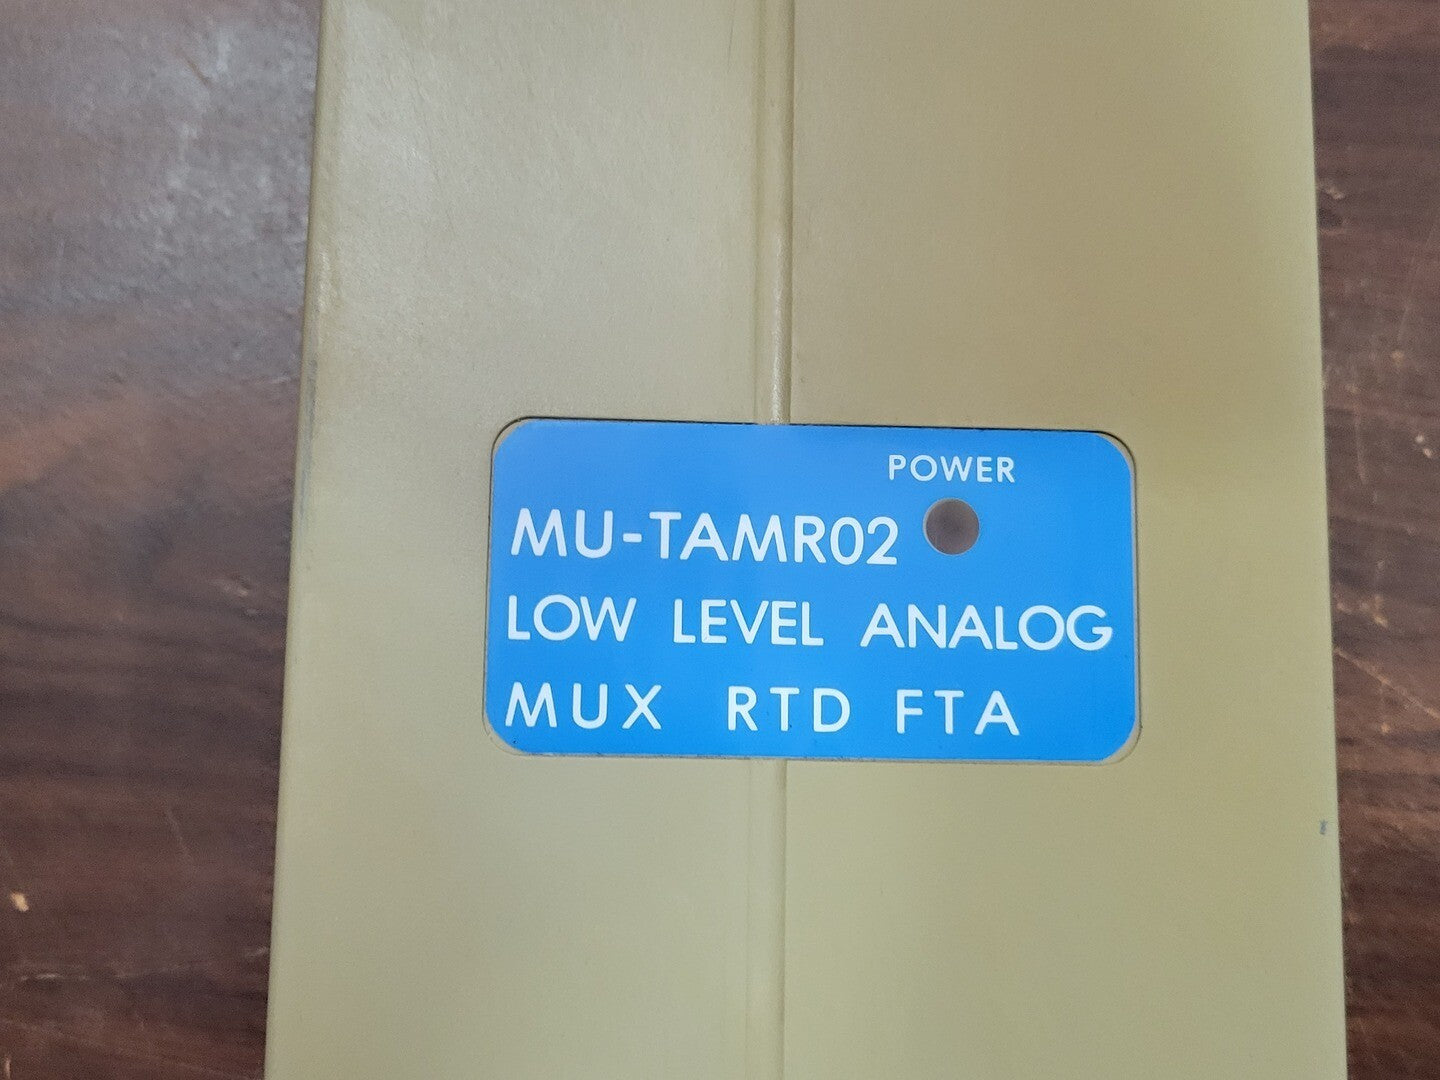 POWER
MU-TAMR02
LOW LEVEL ANALOG
MUX RTD FTA